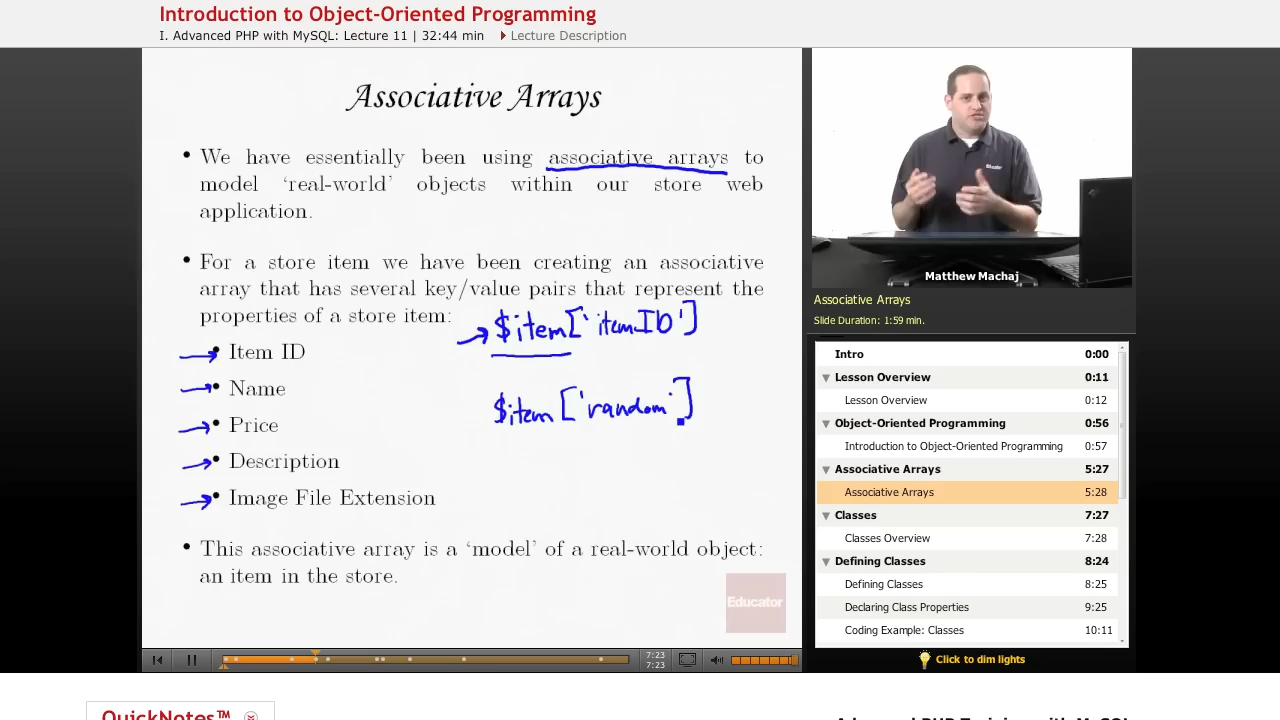 Introduction to Object-Oriented Programming
I. Advanced PHP with MySQL: Lecture 11 | 32:44 min
Lecture Description
Associative Arrays
• We have essentially been using associative arrays to
model ‘real-world’ objects within our store web
application.
• For a store item we have been creating an associative
array that has several key/value pairs that represent the
properties of a store item:
$item['itemID']
• Item ID
• Name
$item['random']
• Price
• Description
• Image File Extension
• This associative array is a ‘model’ of a real-world object:
an item in the store.
Educator
7:23
7:23
Matthew Machaj
Associative Arrays
Slide Duration: 1:59 min.
Intro 0:00
Lesson Overview 0:11
Lesson Overview 0:12
Object-Oriented Programming 0:56
Introduction to Object-Oriented Programming 0:57
Associative Arrays 5:27
Associative Arrays 5:28
Classes 7:27
Classes Overview 7:28
Defining Classes 8:24
Defining Classes 8:25
Declaring Class Properties 9:25
Coding Example: Classes 10:11
Click to dim lights
QuickNotes™
Advanced PHP Training with MySQL